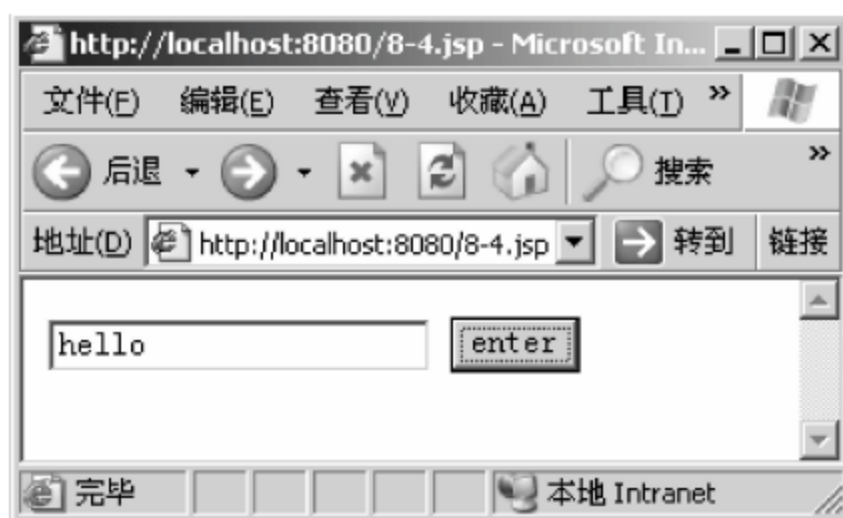 http://localhost:8080/8-4.jsp - Microsoft In...
文件(F) 编辑(E) 查看(V) 收藏(A) 工具(T) »
后退 搜索 »
地址(D) http://localhost:8080/8-4.jsp 转到 链接
hello enter
完毕 本地 Intranet